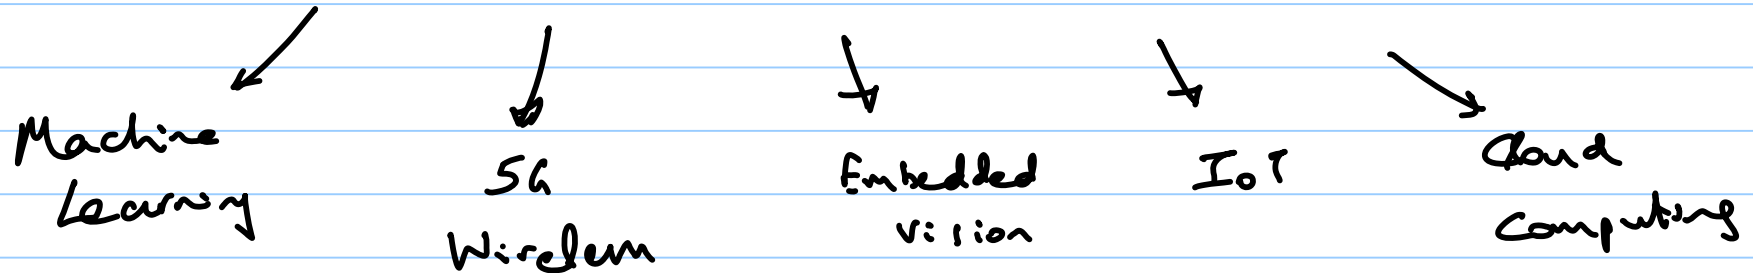 Machine
Learning
5G
Wireless
Embedded
Vision
IoT
Cloud
Computing